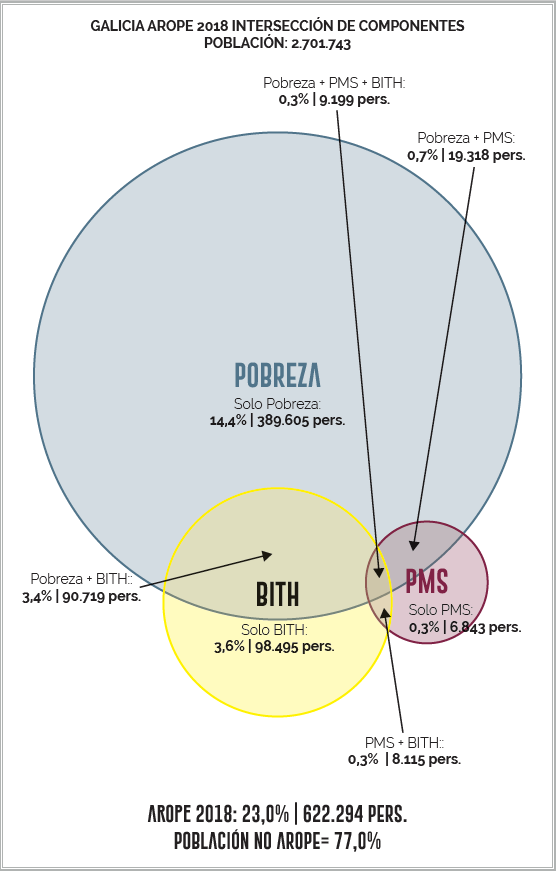 GALICIA AROPE 2018 INTERSECCIÓN DE COMPONENTES
POBLACIÓN: 2.701.743
Pobreza + PMS + BITH:
0,3% | 9.199 pers.
Pobreza + PMS:
0,7% | 19.318 pers.
POBREZA
Solo Pobreza:
14,4% | 389.605 pers.
Pobreza + BITH::
3,4% | 90.719 pers.
BITH
Solo BITH:
3,6% | 98.495 pers.
PMS
Solo PMS:
0,3% | 6.843 pers.
PMS + BITH::
0,3% | 8.115 pers.
AROPE 2018: 23,0% | 622.294 PERS.
POBLACIÓN NO AROPE= 77,0%